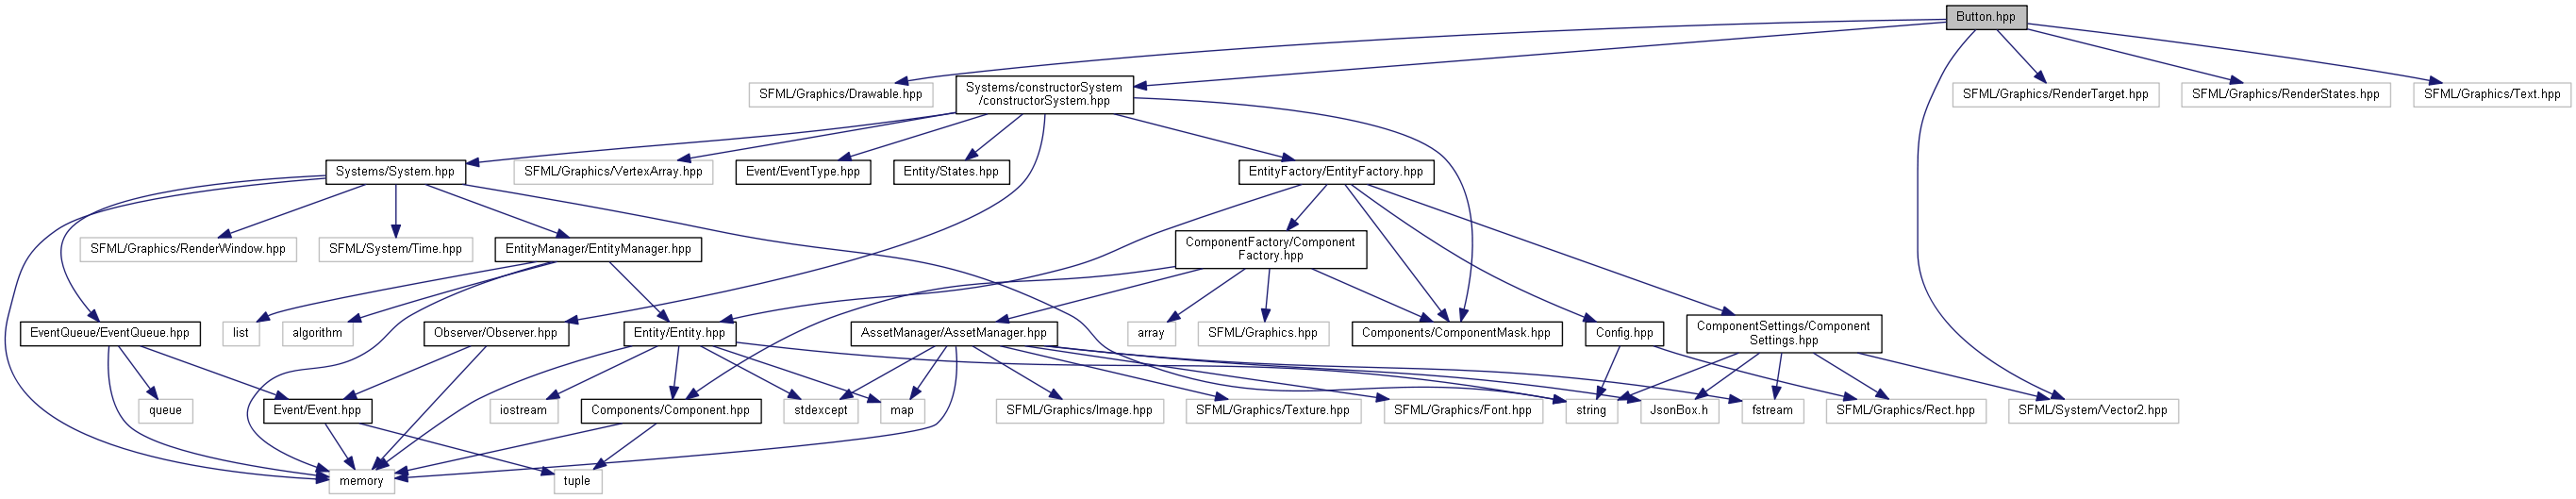 Button.hpp
SFML/Graphics/Drawable.hpp
Systems/constructorSystem
/constructorSystem.hpp
SFML/Graphics/RenderTarget.hpp
SFML/Graphics/RenderStates.hpp
SFML/Graphics/Text.hpp
Systems/System.hpp
SFML/Graphics/VertexArray.hpp
Event/EventType.hpp
Entity/States.hpp
EntityFactory/EntityFactory.hpp
SFML/Graphics/RenderWindow.hpp
SFML/System/Time.hpp
EntityManager/EntityManager.hpp
ComponentFactory/Component
Factory.hpp
EventQueue/EventQueue.hpp
list
algorithm
Observer/Observer.hpp
Entity/Entity.hpp
AssetManager/AssetManager.hpp
array
SFML/Graphics.hpp
Components/ComponentMask.hpp
Config.hpp
ComponentSettings/Component
Settings.hpp
queue
Event/Event.hpp
iostream
Components/Component.hpp
stdexcept
map
SFML/Graphics/Image.hpp
SFML/Graphics/Texture.hpp
SFML/Graphics/Font.hpp
string
JsonBox.h
fstream
SFML/Graphics/Rect.hpp
SFML/System/Vector2.hpp
memory
tuple